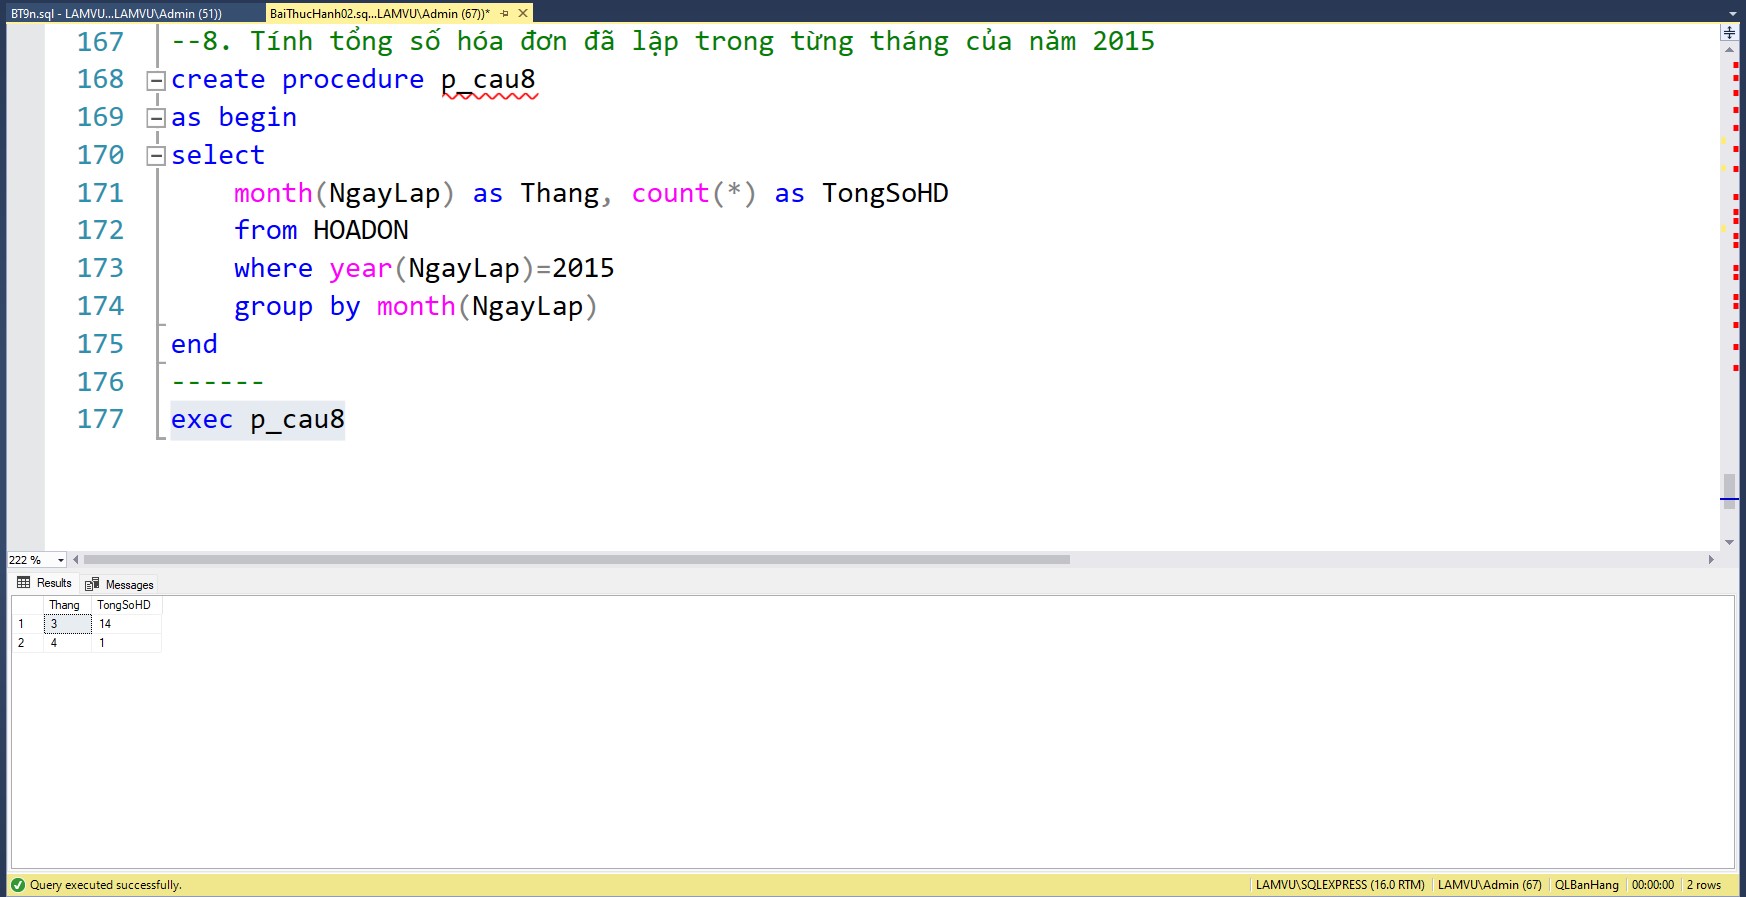 BT9n.sql - LAMVU...LAMVU\Admin (51))
BaiThucHanh02.sq...LAMVU\Admin (67))*
167 --8. Tính tổng số hóa đơn đã lập trong từng tháng của năm 2015
168 create procedure p_cau8
169 as begin
170 select
171 month(NgayLap) as Thang, count(*) as TongSoHD
172 from HOADON
173 where year(NgayLap)=2015
174 group by month(NgayLap)
175 end
176 ------
177 exec p_cau8
222 %
Results Messages
Thang TongSoHD
1 3 14
2 4 1
Query executed successfully. LAMVU\SQLEXPRESS (16.0 RTM) LAMVU\Admin (67) QLBanHang 00:00:00 2 rows